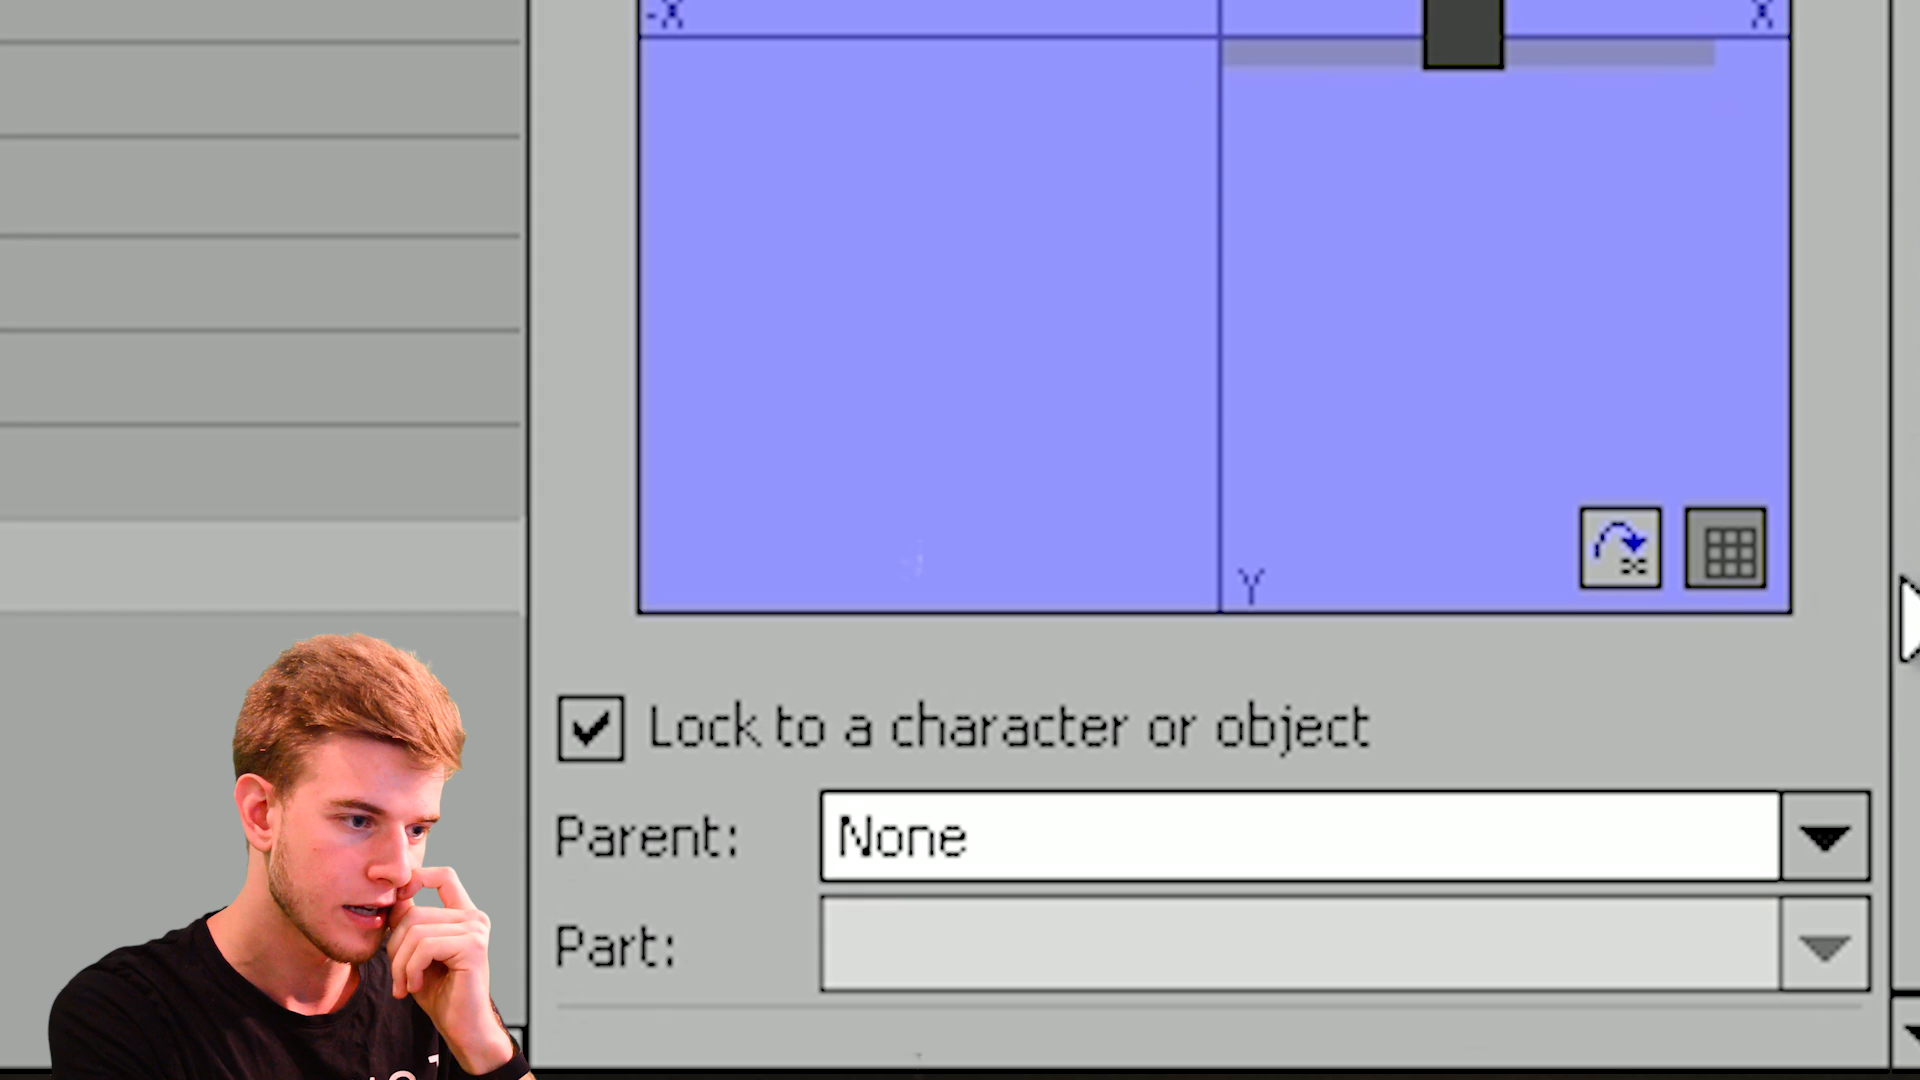 -X X
Y
Lock to a character or object
Parent: None
Part: